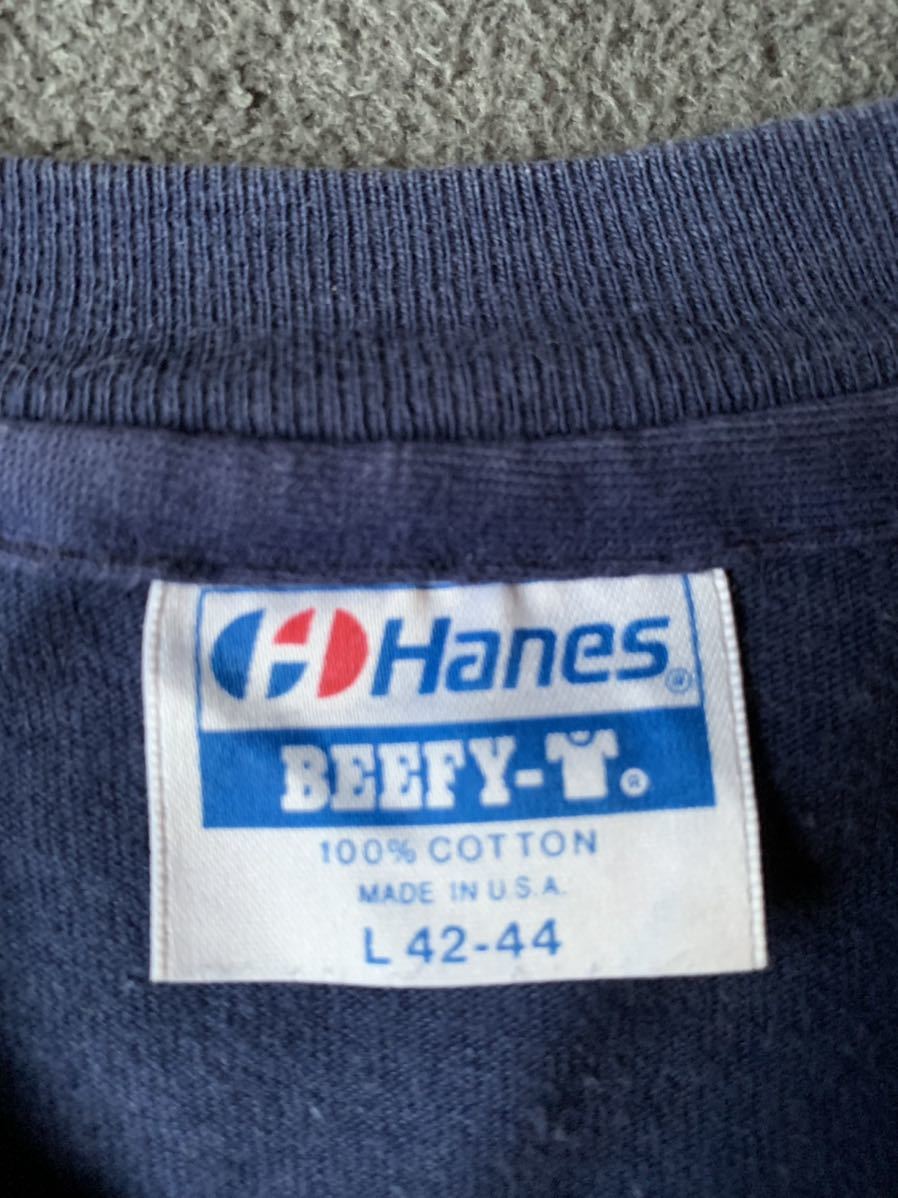 Hanes®
BEEFY-T®
100% COTTON
MADE IN U.S.A.
L 42-44